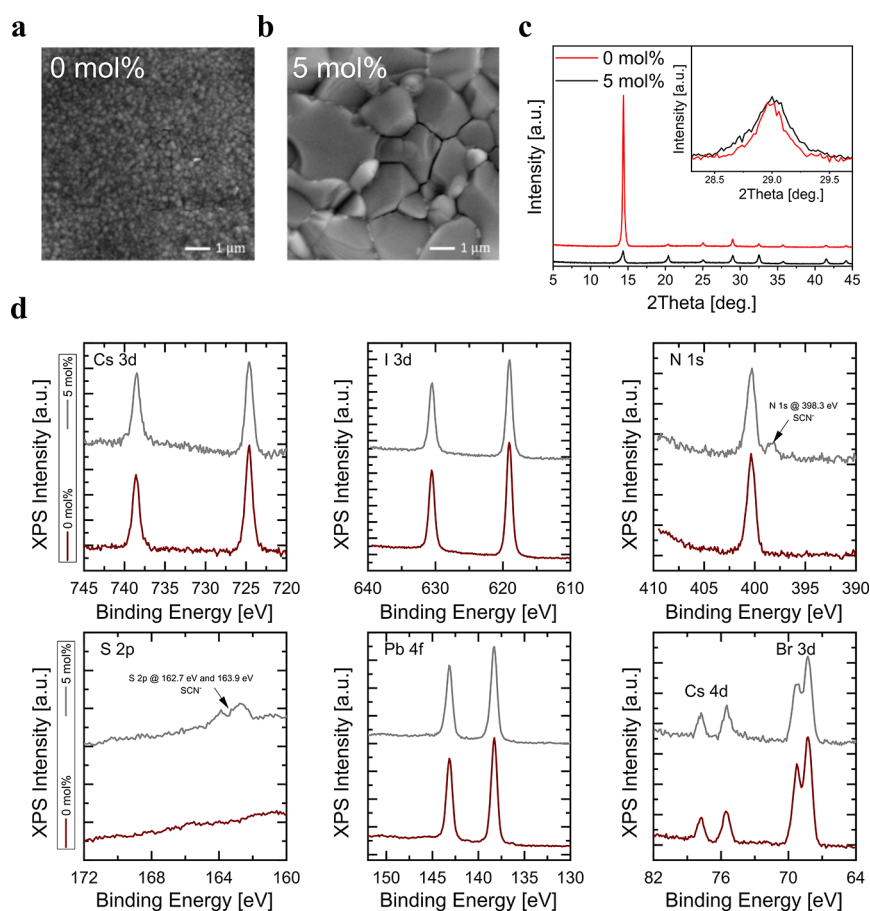 a
0 mol%
1 μm
b
5 mol%
1 μm
c
0 mol%
5 mol%
Intensity [a.u.]
28.5 29.0 29.5
2Theta [deg.]
Intensity [a.u.]
5 10 15 20 25 30 35 40 45
2Theta [deg.]
d
5 mol%
0 mol%
Cs 3d
XPS Intensity [a.u.]
745 740 735 730 725 720
Binding Energy [eV]
I 3d
XPS Intensity [a.u.]
640 630 620 610
Binding Energy [eV]
N 1s
N 1s @ 398.3 eV
SCN-
XPS Intensity [a.u.]
410 405 400 395 390
Binding Energy [eV]
5 mol%
0 mol%
S 2p
S 2p @ 162.7 eV and 163.9 eV
SCN-
XPS Intensity [a.u.]
172 168 164 160
Binding Energy [eV]
Pb 4f
XPS Intensity [a.u.]
150 145 140 135 130
Binding Energy [eV]
Br 3d
Cs 4d
XPS Intensity [a.u.]
82 76 70 64
Binding Energy [eV]